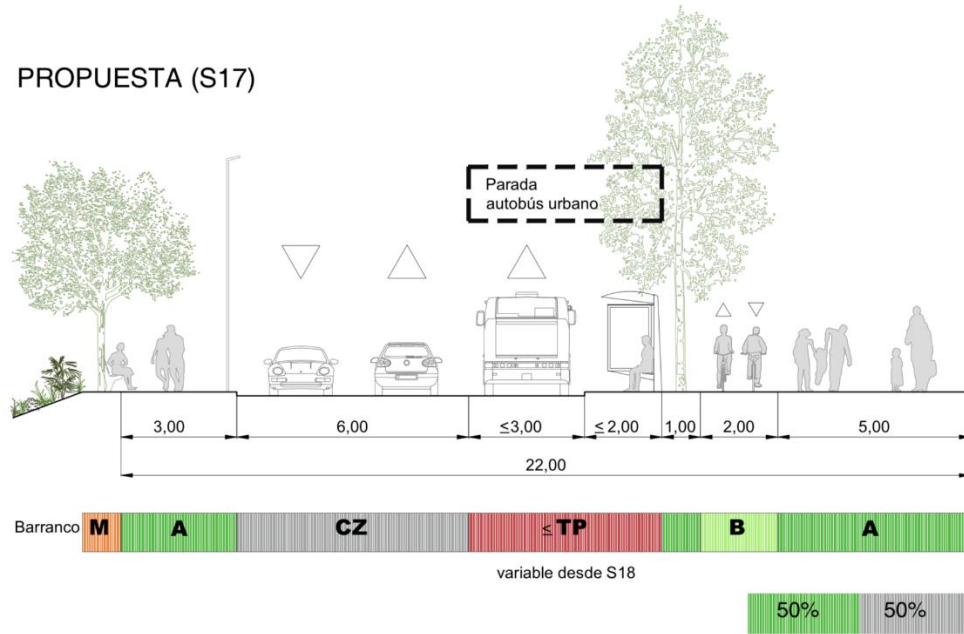 PROPUESTA (S17)
Parada
autobús urbano
3,00 6,00 ≤3,00 ≤ 2,00 1,00 2,00 5,00
22,00
Barranco M A CZ ≤ TP B A
variable desde S18
50% 50%